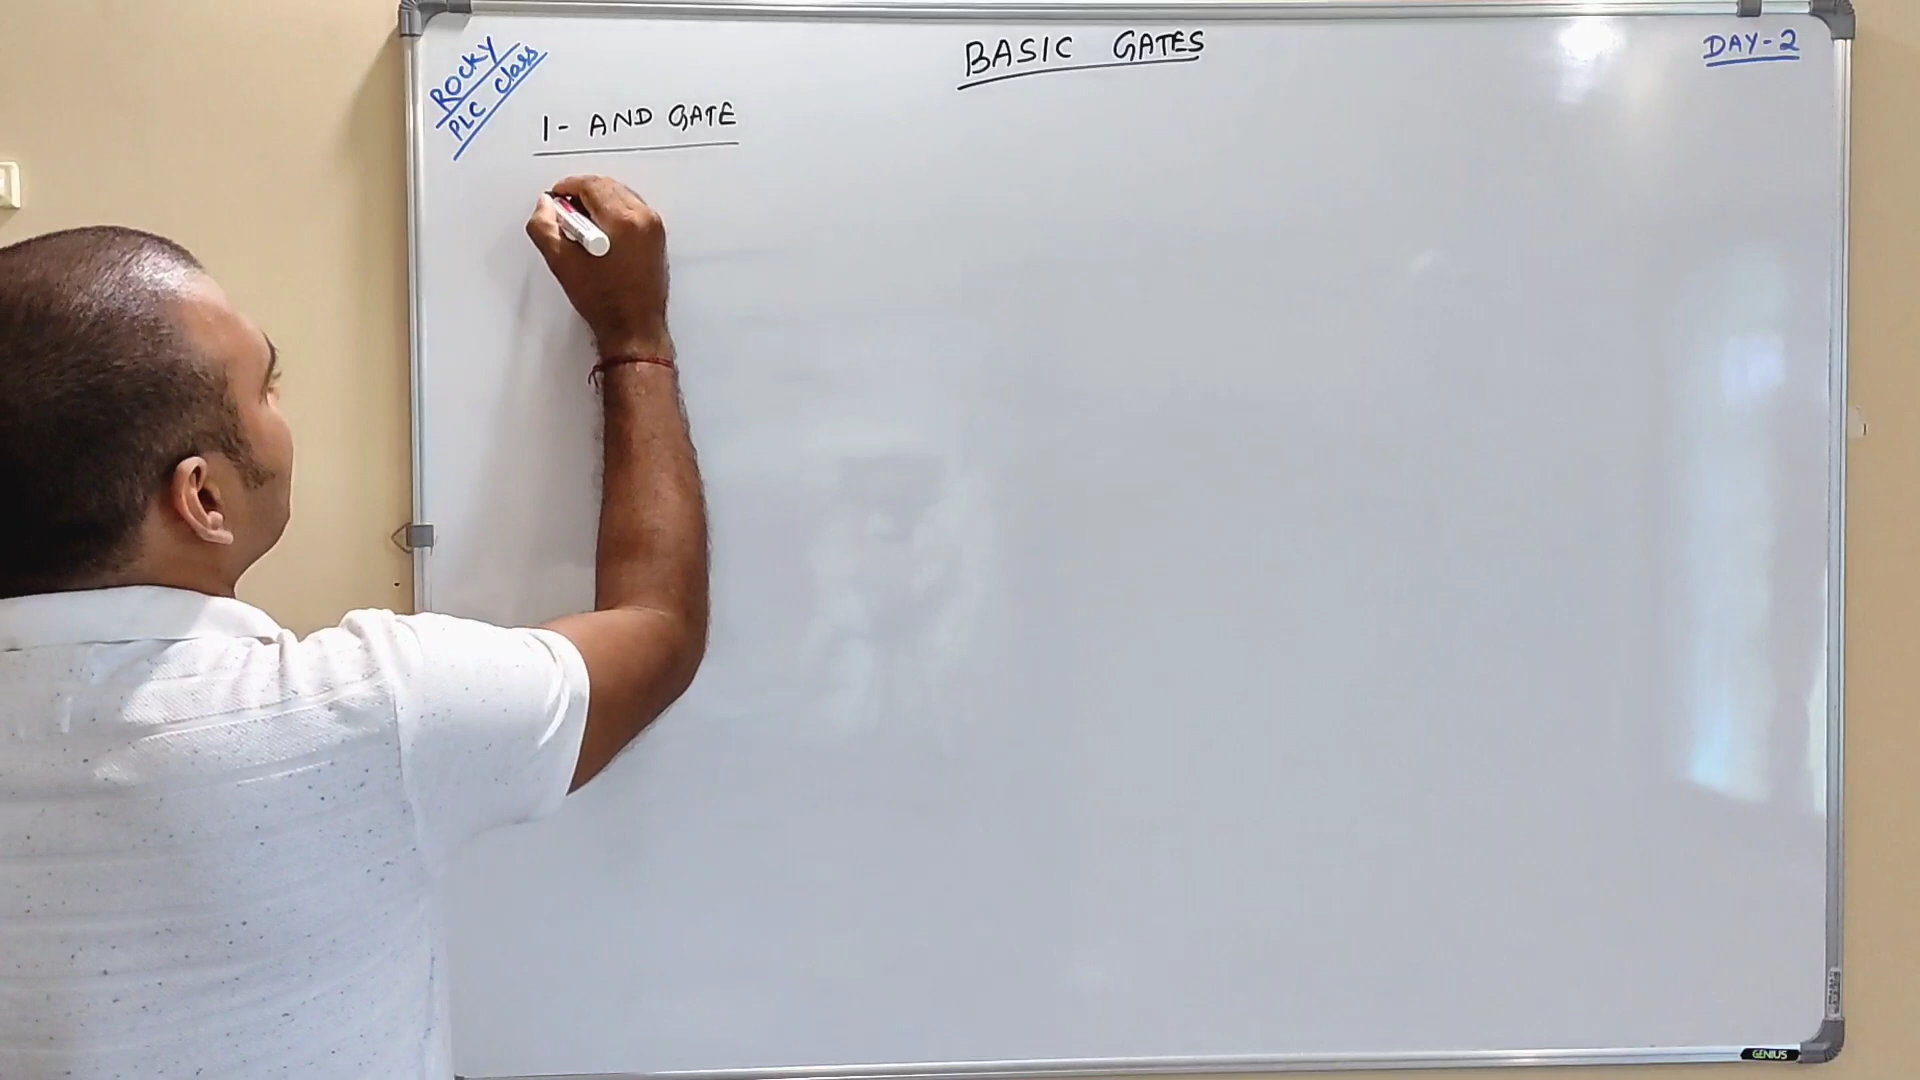 BASIC GATES
DAY-2
ROCKY
PLC Class
1- AND GATE
GENIUS